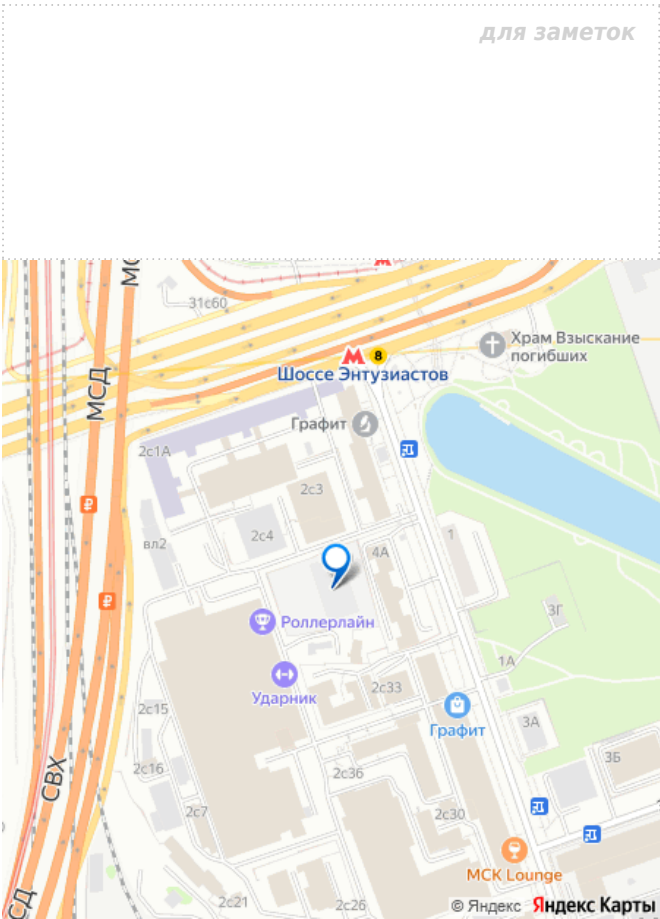 для заметок
МС
31с60
М
8
Храм Взыскание
погибших
Шоссе Энтузиастов
МСД
Графит
2с1А
2с3
2с4
1
вл2
4А
3Г
Роллерлайн
1А
Ударник
2с33
2с15
Графит
3А
3Б
2с16
2с36
СВХ
2с7
2с30
МСК Lounge
2с21
2с26
СД
© Яндекс Яндекс Карты